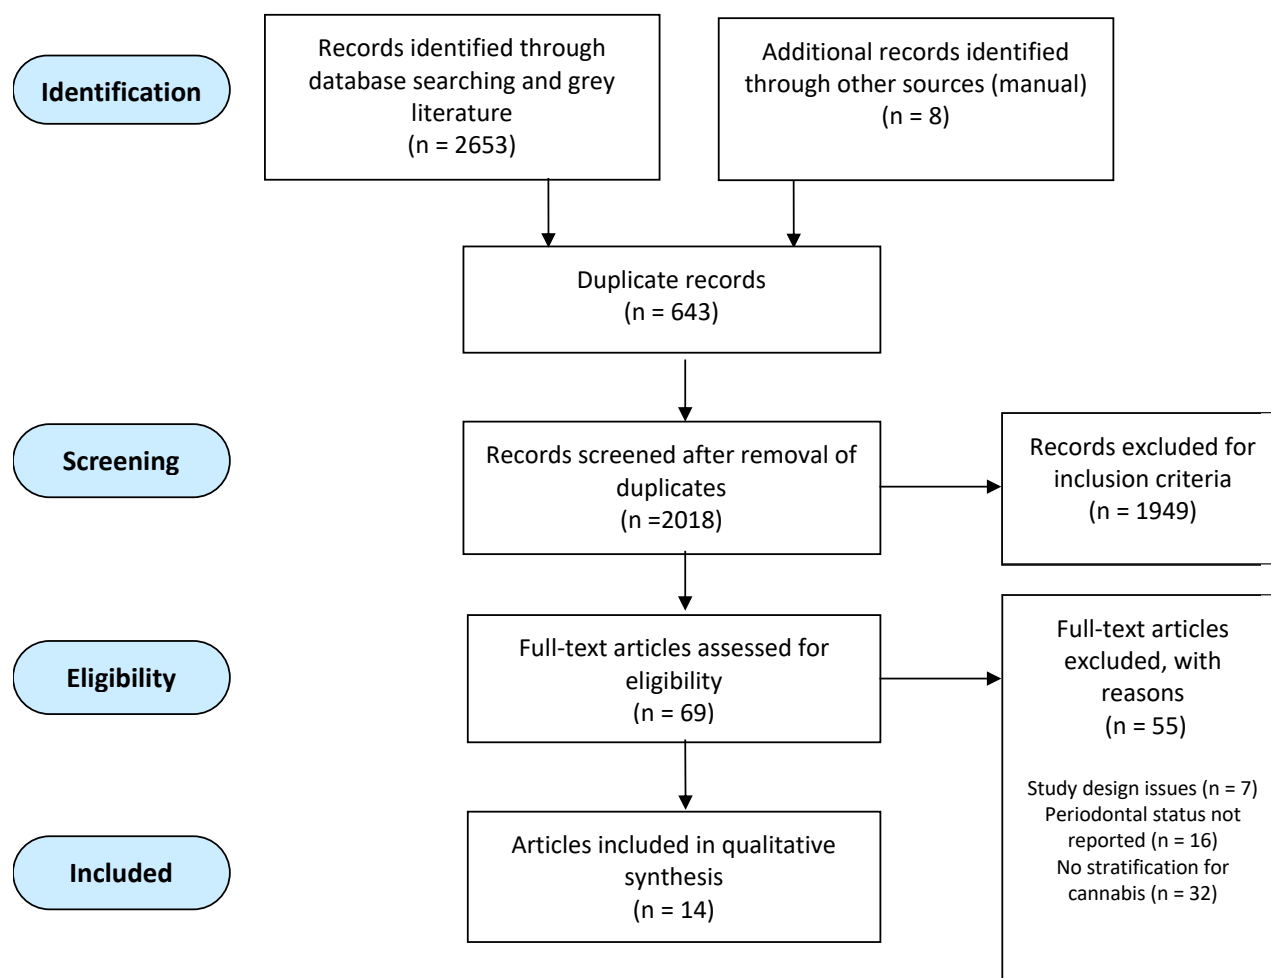 Identification
Records identified through
database searching and grey
literature
(n = 2653)
Additional records identified
through other sources (manual)
(n = 8)
Duplicate records
(n = 643)
Screening
Records screened after removal of
duplicates
(n =2018)
Records excluded for
inclusion criteria
(n = 1949)
Eligibility
Full-text articles assessed for
eligibility
(n = 69)
Full-text articles
excluded, with
reasons
(n = 55)
Study design issues (n = 7)
Periodontal status not
reported (n = 16)
No stratification for
cannabis (n = 32)
Included
Articles included in qualitative
synthesis
(n = 14)